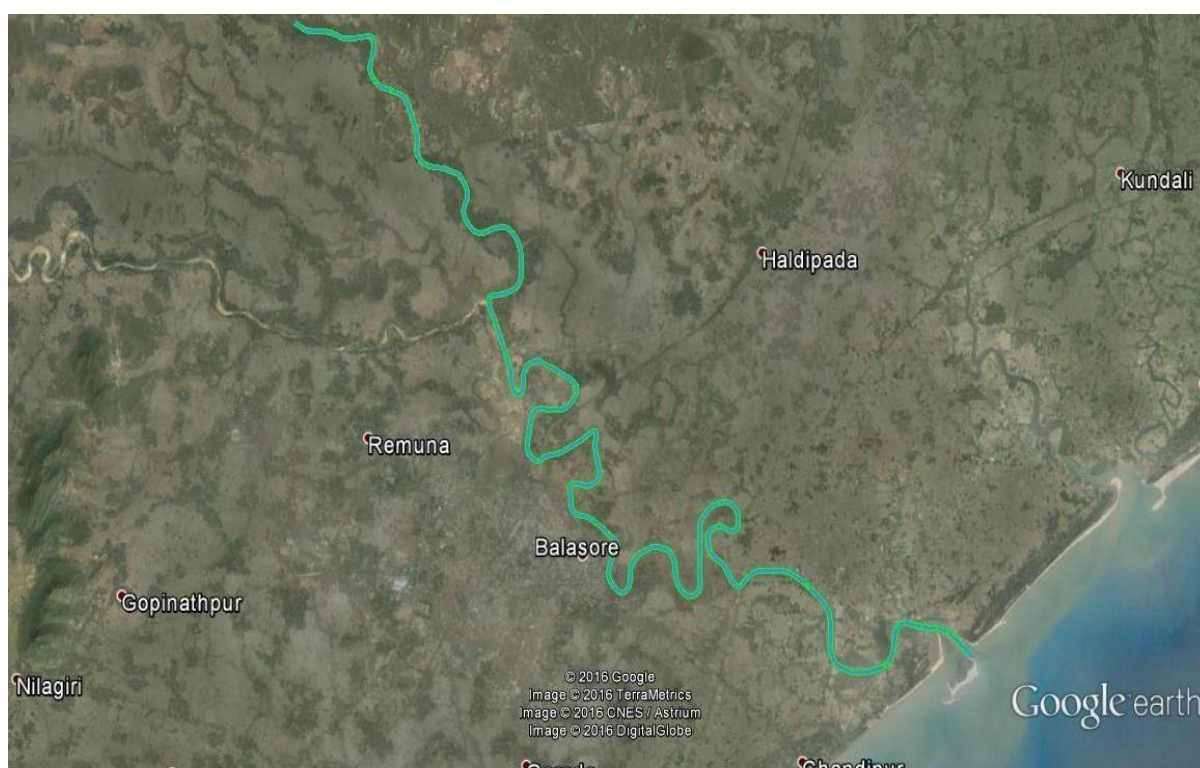 Kundali
Haldipada
Remuna
Balasore
Gopinathpur
Nilagiri
© 2016 Google
Image © 2016 TerraMetrics
Image © 2016 CNES / Astrium
Image © 2016 DigitalGlobe
Google earth
Chandipur